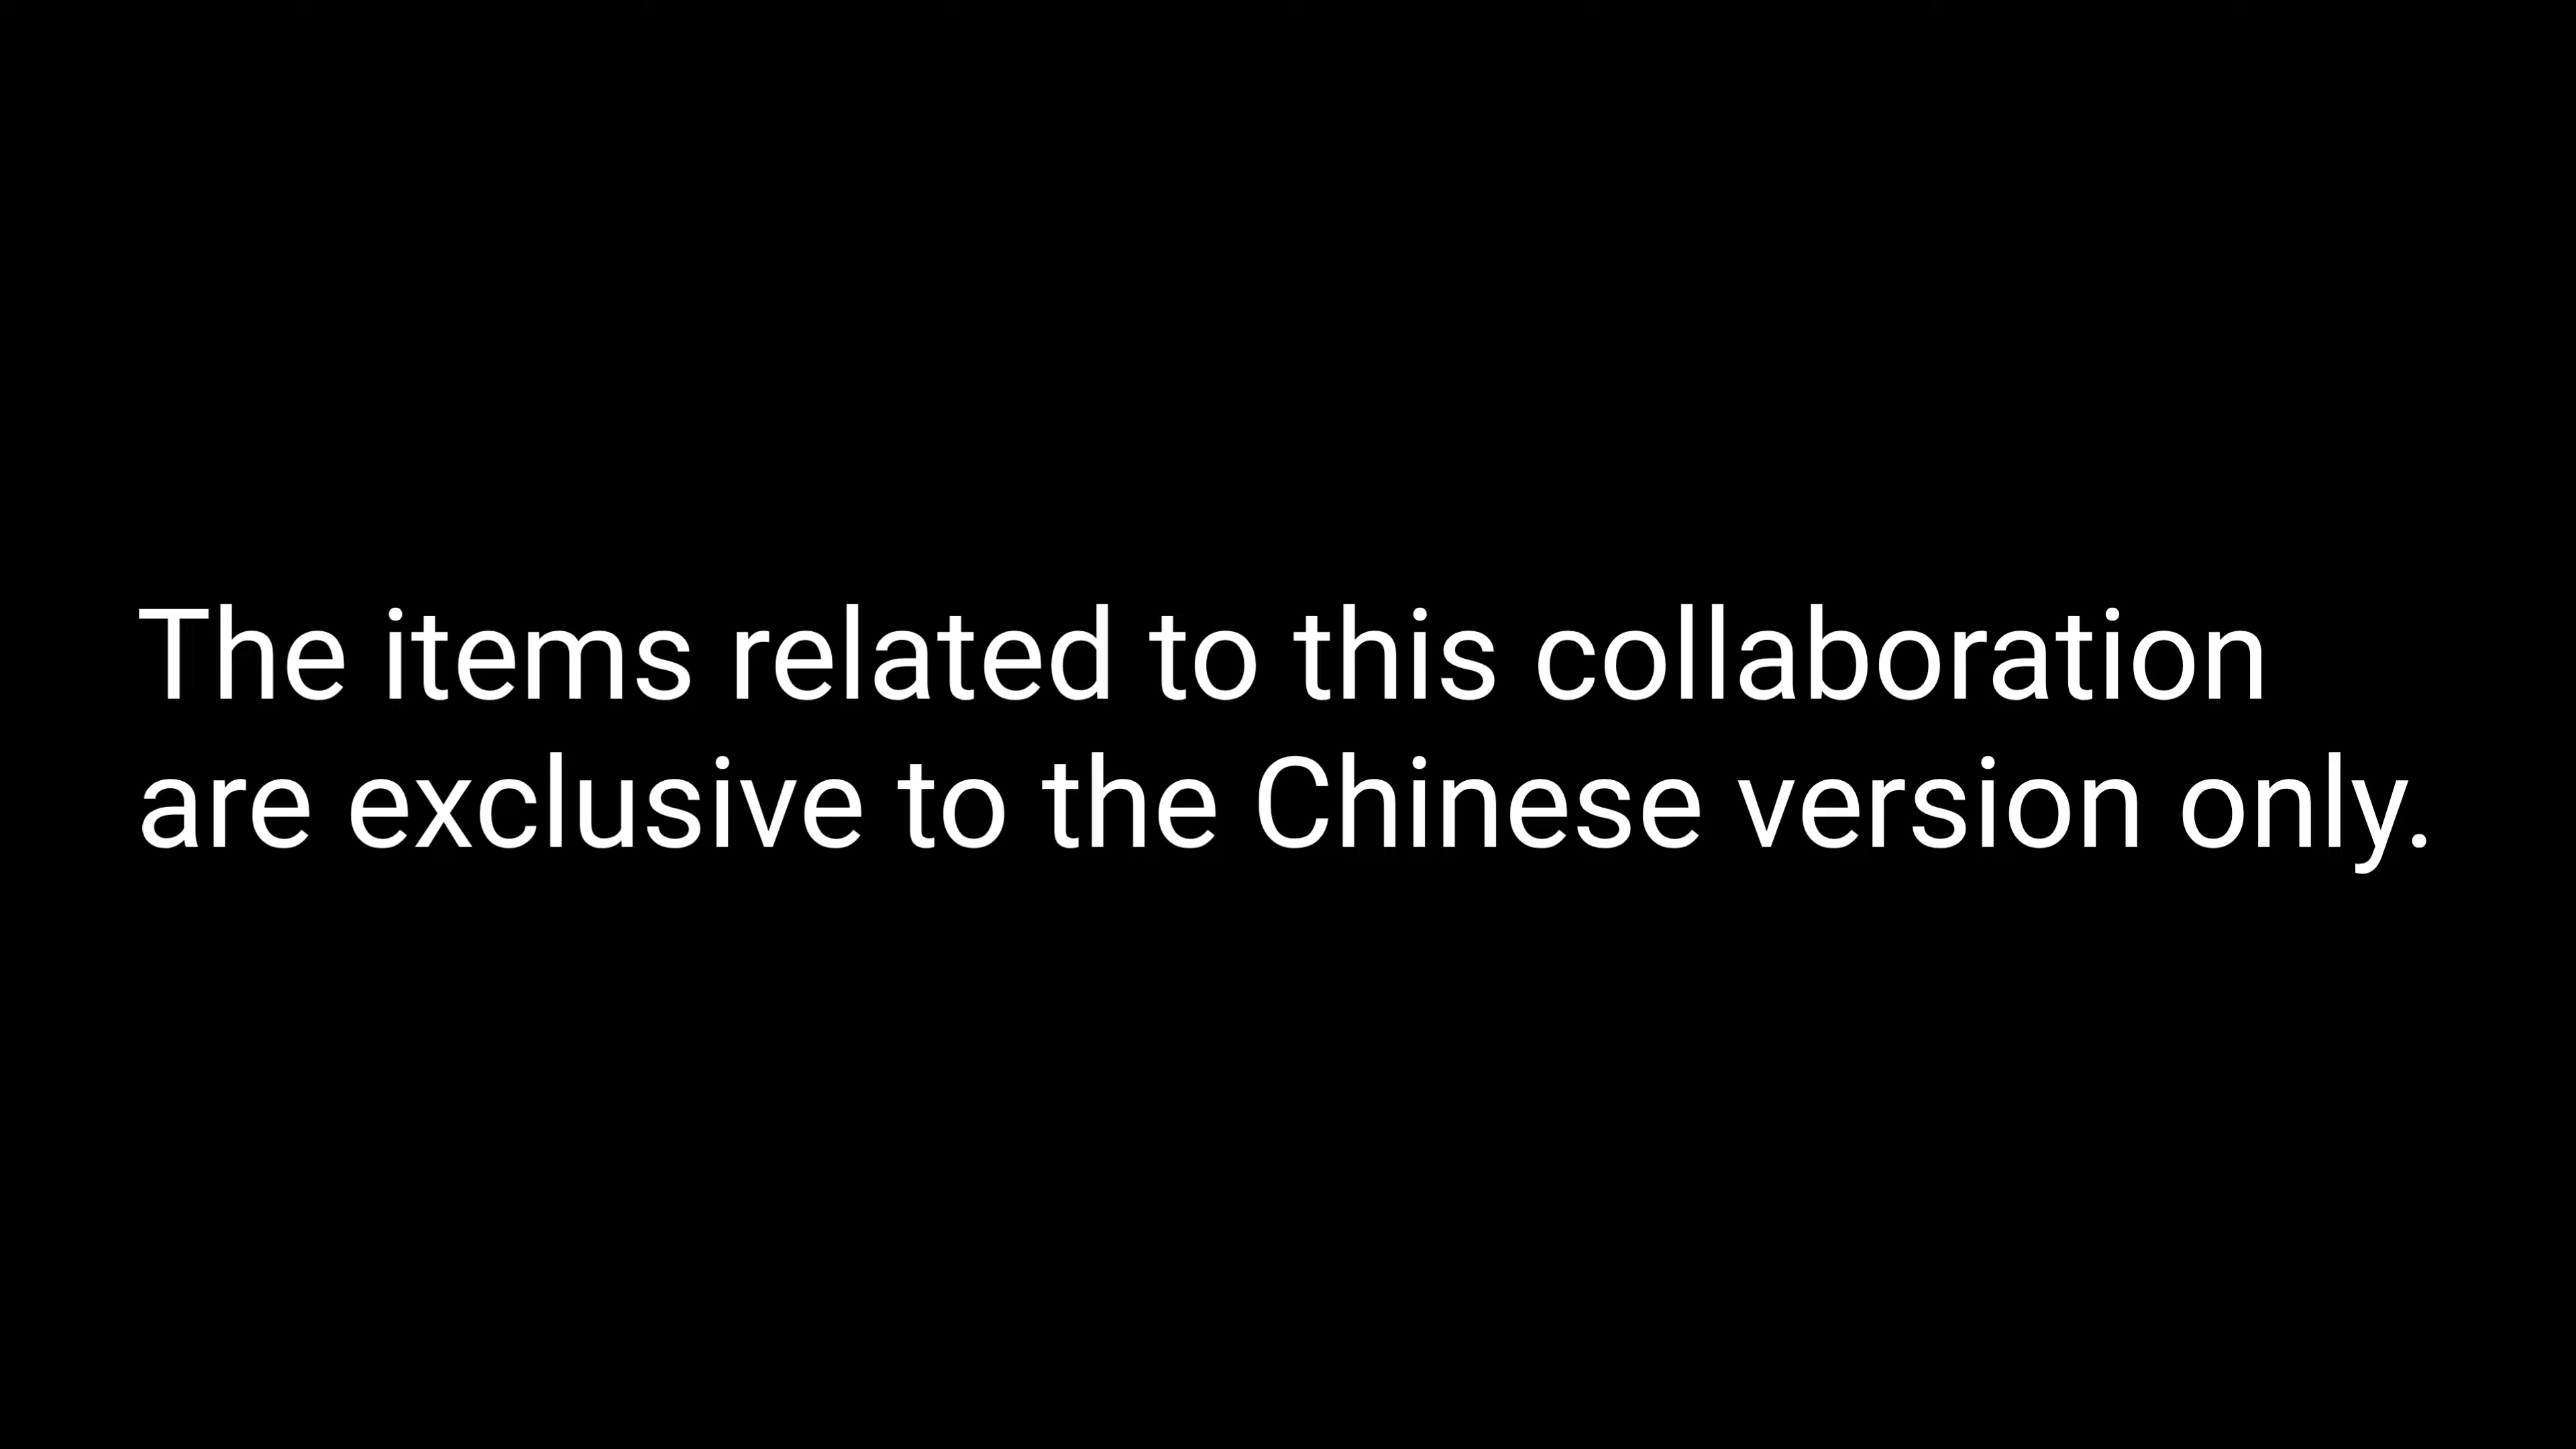 The items related to this collaboration
are exclusive to the Chinese version only.